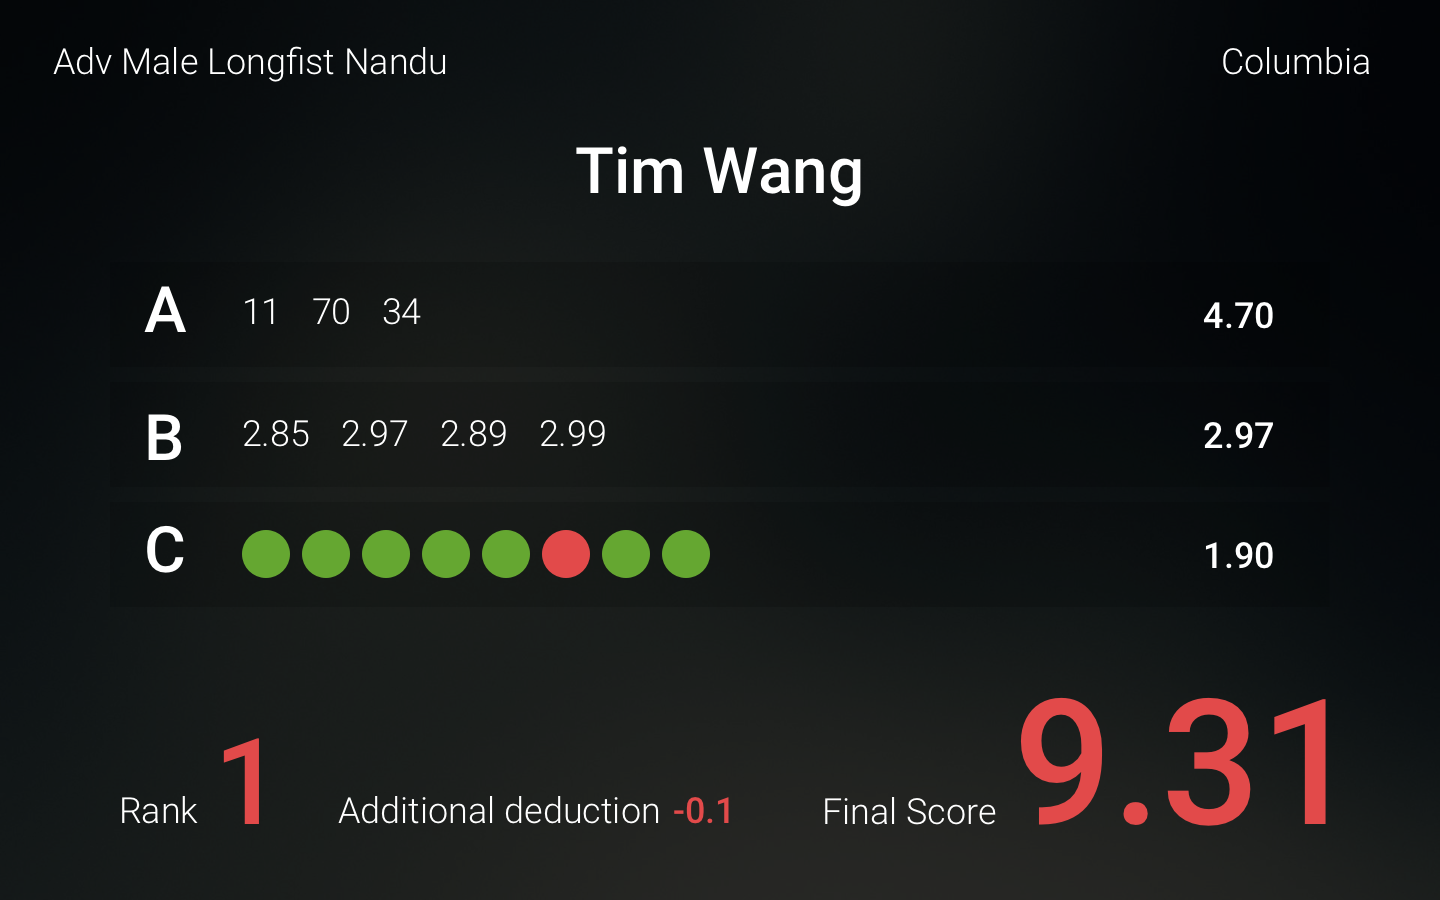 Adv Male Longfist Nandu Columbia
Tim Wang
A 11 70 34 4.70
B 2.85 2.97 2.89 2.99 2.97
C 1.90
Rank 1 Additional deduction -0.1 Final Score 9.31